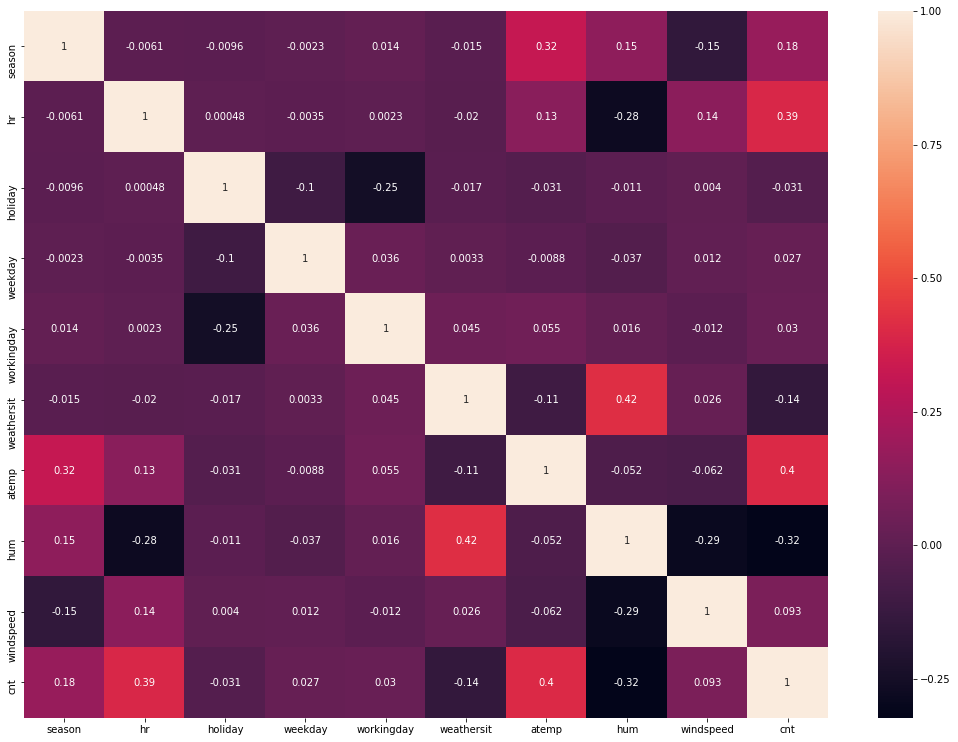 season 1 -0.0061 -0.0096 -0.0023 0.014 -0.015 0.32 0.15 -0.15 0.18
hr -0.0061 1 0.00048 -0.0035 0.0023 -0.02 0.13 -0.28 0.14 0.39
holiday -0.0096 0.00048 1 -0.1 -0.25 -0.017 -0.031 -0.011 0.004 -0.031
weekday -0.0023 -0.0035 -0.1 1 0.036 0.0033 -0.0088 -0.037 0.012 0.027
workingday 0.014 0.0023 -0.25 0.036 1 0.045 0.055 0.016 -0.012 0.03
weathersit -0.015 -0.02 -0.017 0.0033 0.045 1 -0.11 0.42 0.026 -0.14
atemp 0.32 0.13 -0.031 -0.0088 0.055 -0.11 1 -0.052 -0.062 0.4
hum 0.15 -0.28 -0.011 -0.037 0.016 0.42 -0.052 1 -0.29 -0.32
windspeed -0.15 0.14 0.004 0.012 -0.012 0.026 -0.062 -0.29 1 0.093
cnt 0.18 0.39 -0.031 0.027 0.03 -0.14 0.4 -0.32 0.093 1
season hr holiday weekday workingday weathersit atemp hum windspeed cnt
1.00
0.75
0.50
0.25
0.00
−0.25